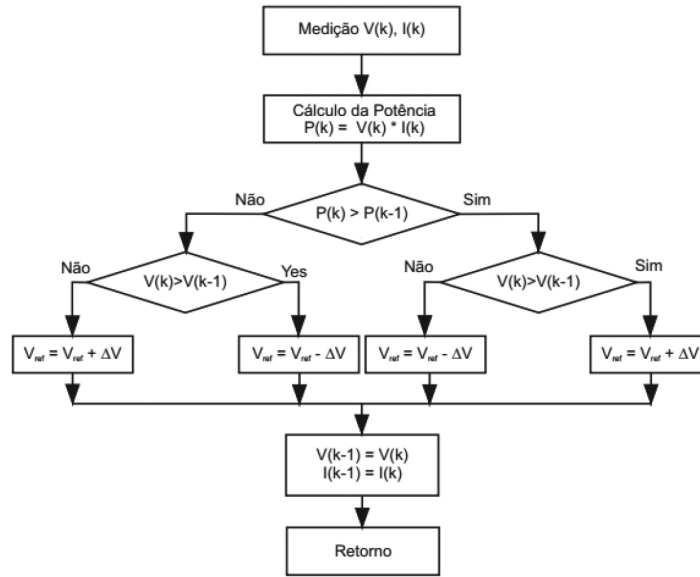 Medição V(k), I(k)
Cálculo da Potência
P(k) = V(k) * I(k)
Não
Sim
P(k) > P(k-1)
Não
V(k)>V(k-1)
Yes
Não
V(k)>V(k-1)
Sim
Vref = Vref + ΔV
Vref = Vref - ΔV
Vref = Vref - ΔV
Vref = Vref + ΔV
V(k-1) = V(k)
I(k-1) = I(k)
Retorno